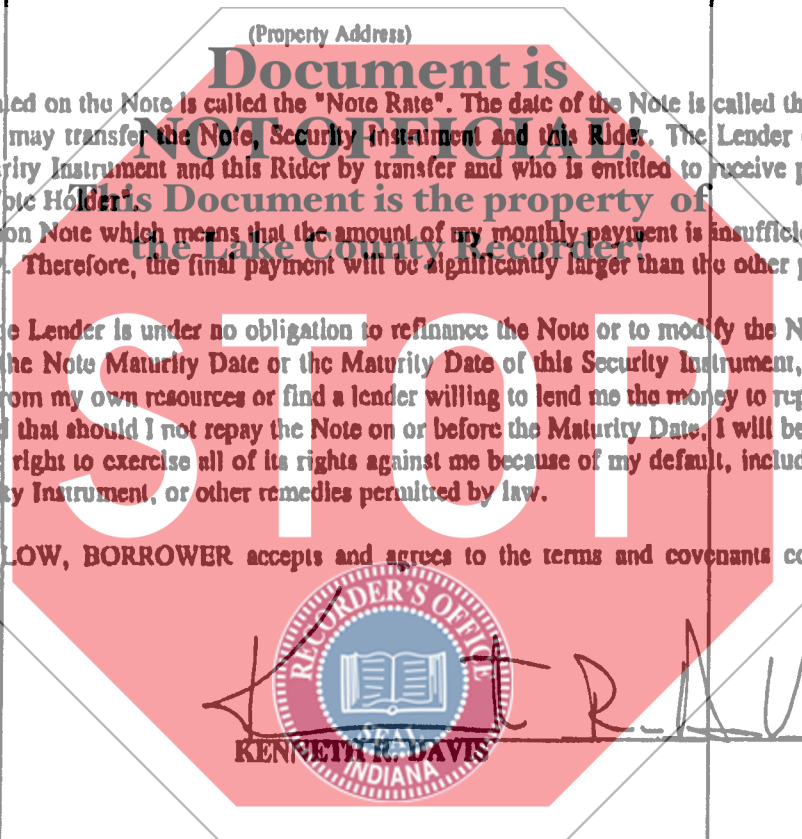 (Property Address)
Document is
ed on the Note is called the "Note Rate". The date of the Note is called th
may transfer the Note, Security Instrument and this Rider. The Lender
NOT OFFICIAL!
rity Instrument and this Rider by transfer and who is entitled to receive p
Holder".
This Document is the property of
on Note which means that the amount of my monthly payment is insufficie
the Lake County Recorder!
. Therefore, the final payment will be significantly larger than the other p
STOP
e Lender is under no obligation to refinance the Note or to modify the N
the Note Maturity Date or the Maturity Date of this Security Instrument,
rom my own resources or find a lender willing to lend me the money to rep
d that should I not repay the Note on or before the Maturity Date, I will be
right to exercise all of its rights against me because of my default, includ
ty Instrument, or other remedies permitted by law.
LOW, BORROWER accepts and agrees to the terms and covenants co
RECORDER'S OFFICE
SEAL
INDIANA
KENNETH R. DAVIS